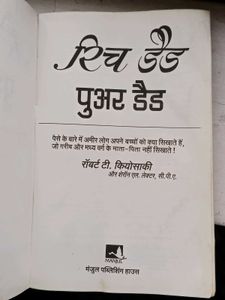 रिच डैड
पुअर डैड
पैसे के बारे में अमीर लोग अपने बच्चों को क्या सिखाते हैं,
जो गरीब और मध्य वर्ग के माता-पिता नहीं सिखाते !
रॉबर्ट टी. कियोसाकी
और शेरॉन एल. लेक्टर, सी.पी.ए.
MANJUL
मंजुल पब्लिशिंग हाउस